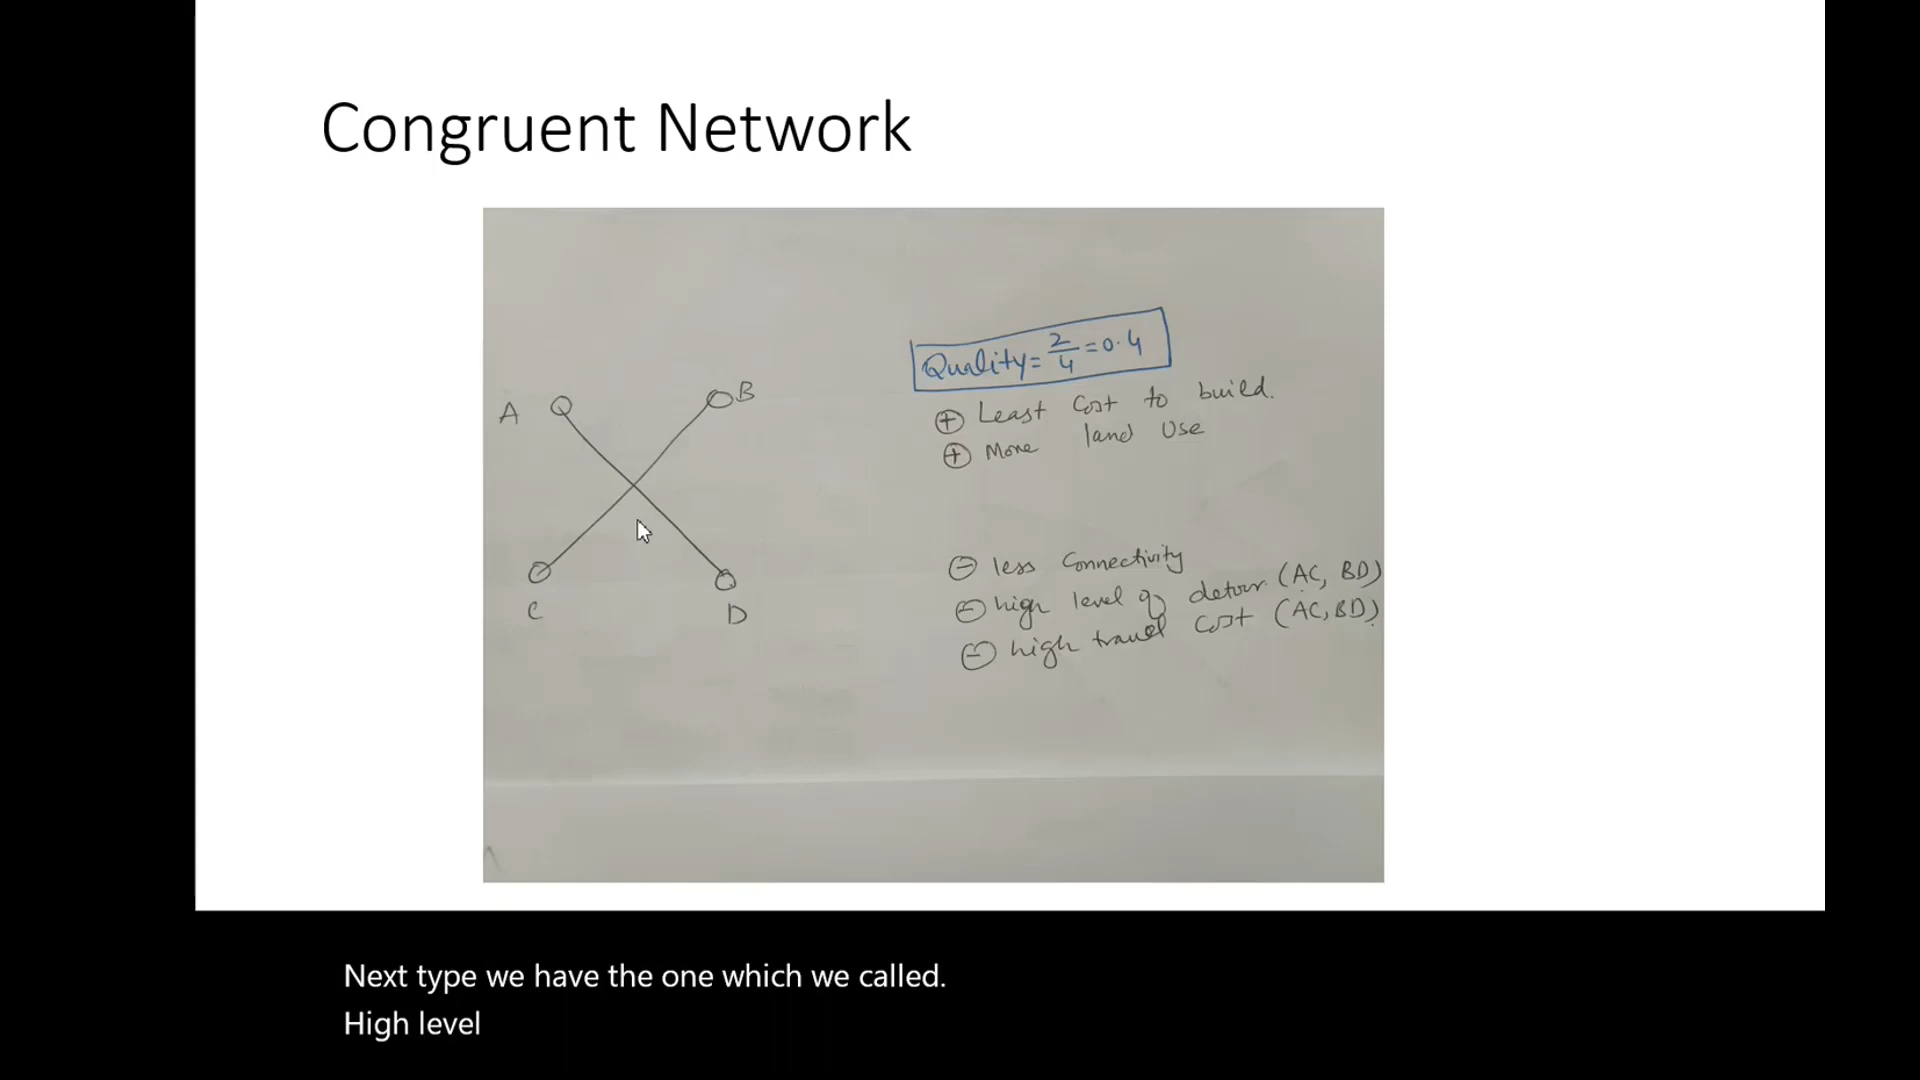 Congruent Network
Quality = 2/4 = 0.4
A
B
⊕ Least Cost to build.
⊕ More land Use
⊖ less Connectivity
⊖ high level of detour (AC, BD)
⊖ high travel Cost (AC, BD)
C
D
Next type we have the one which we called.
High level